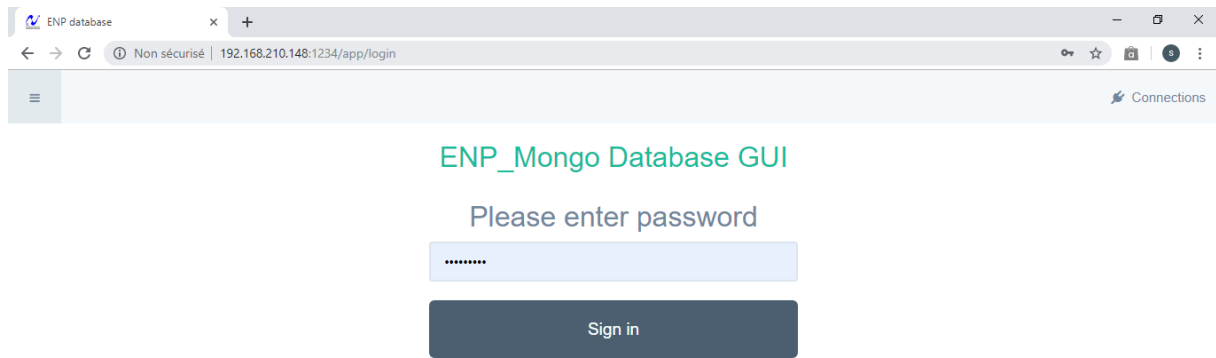 ENP database
Non sécurisé | 192.168.210.148:1234/app/login
s
Connections
ENP_Mongo Database GUI
Please enter password
•••••••••
Sign in